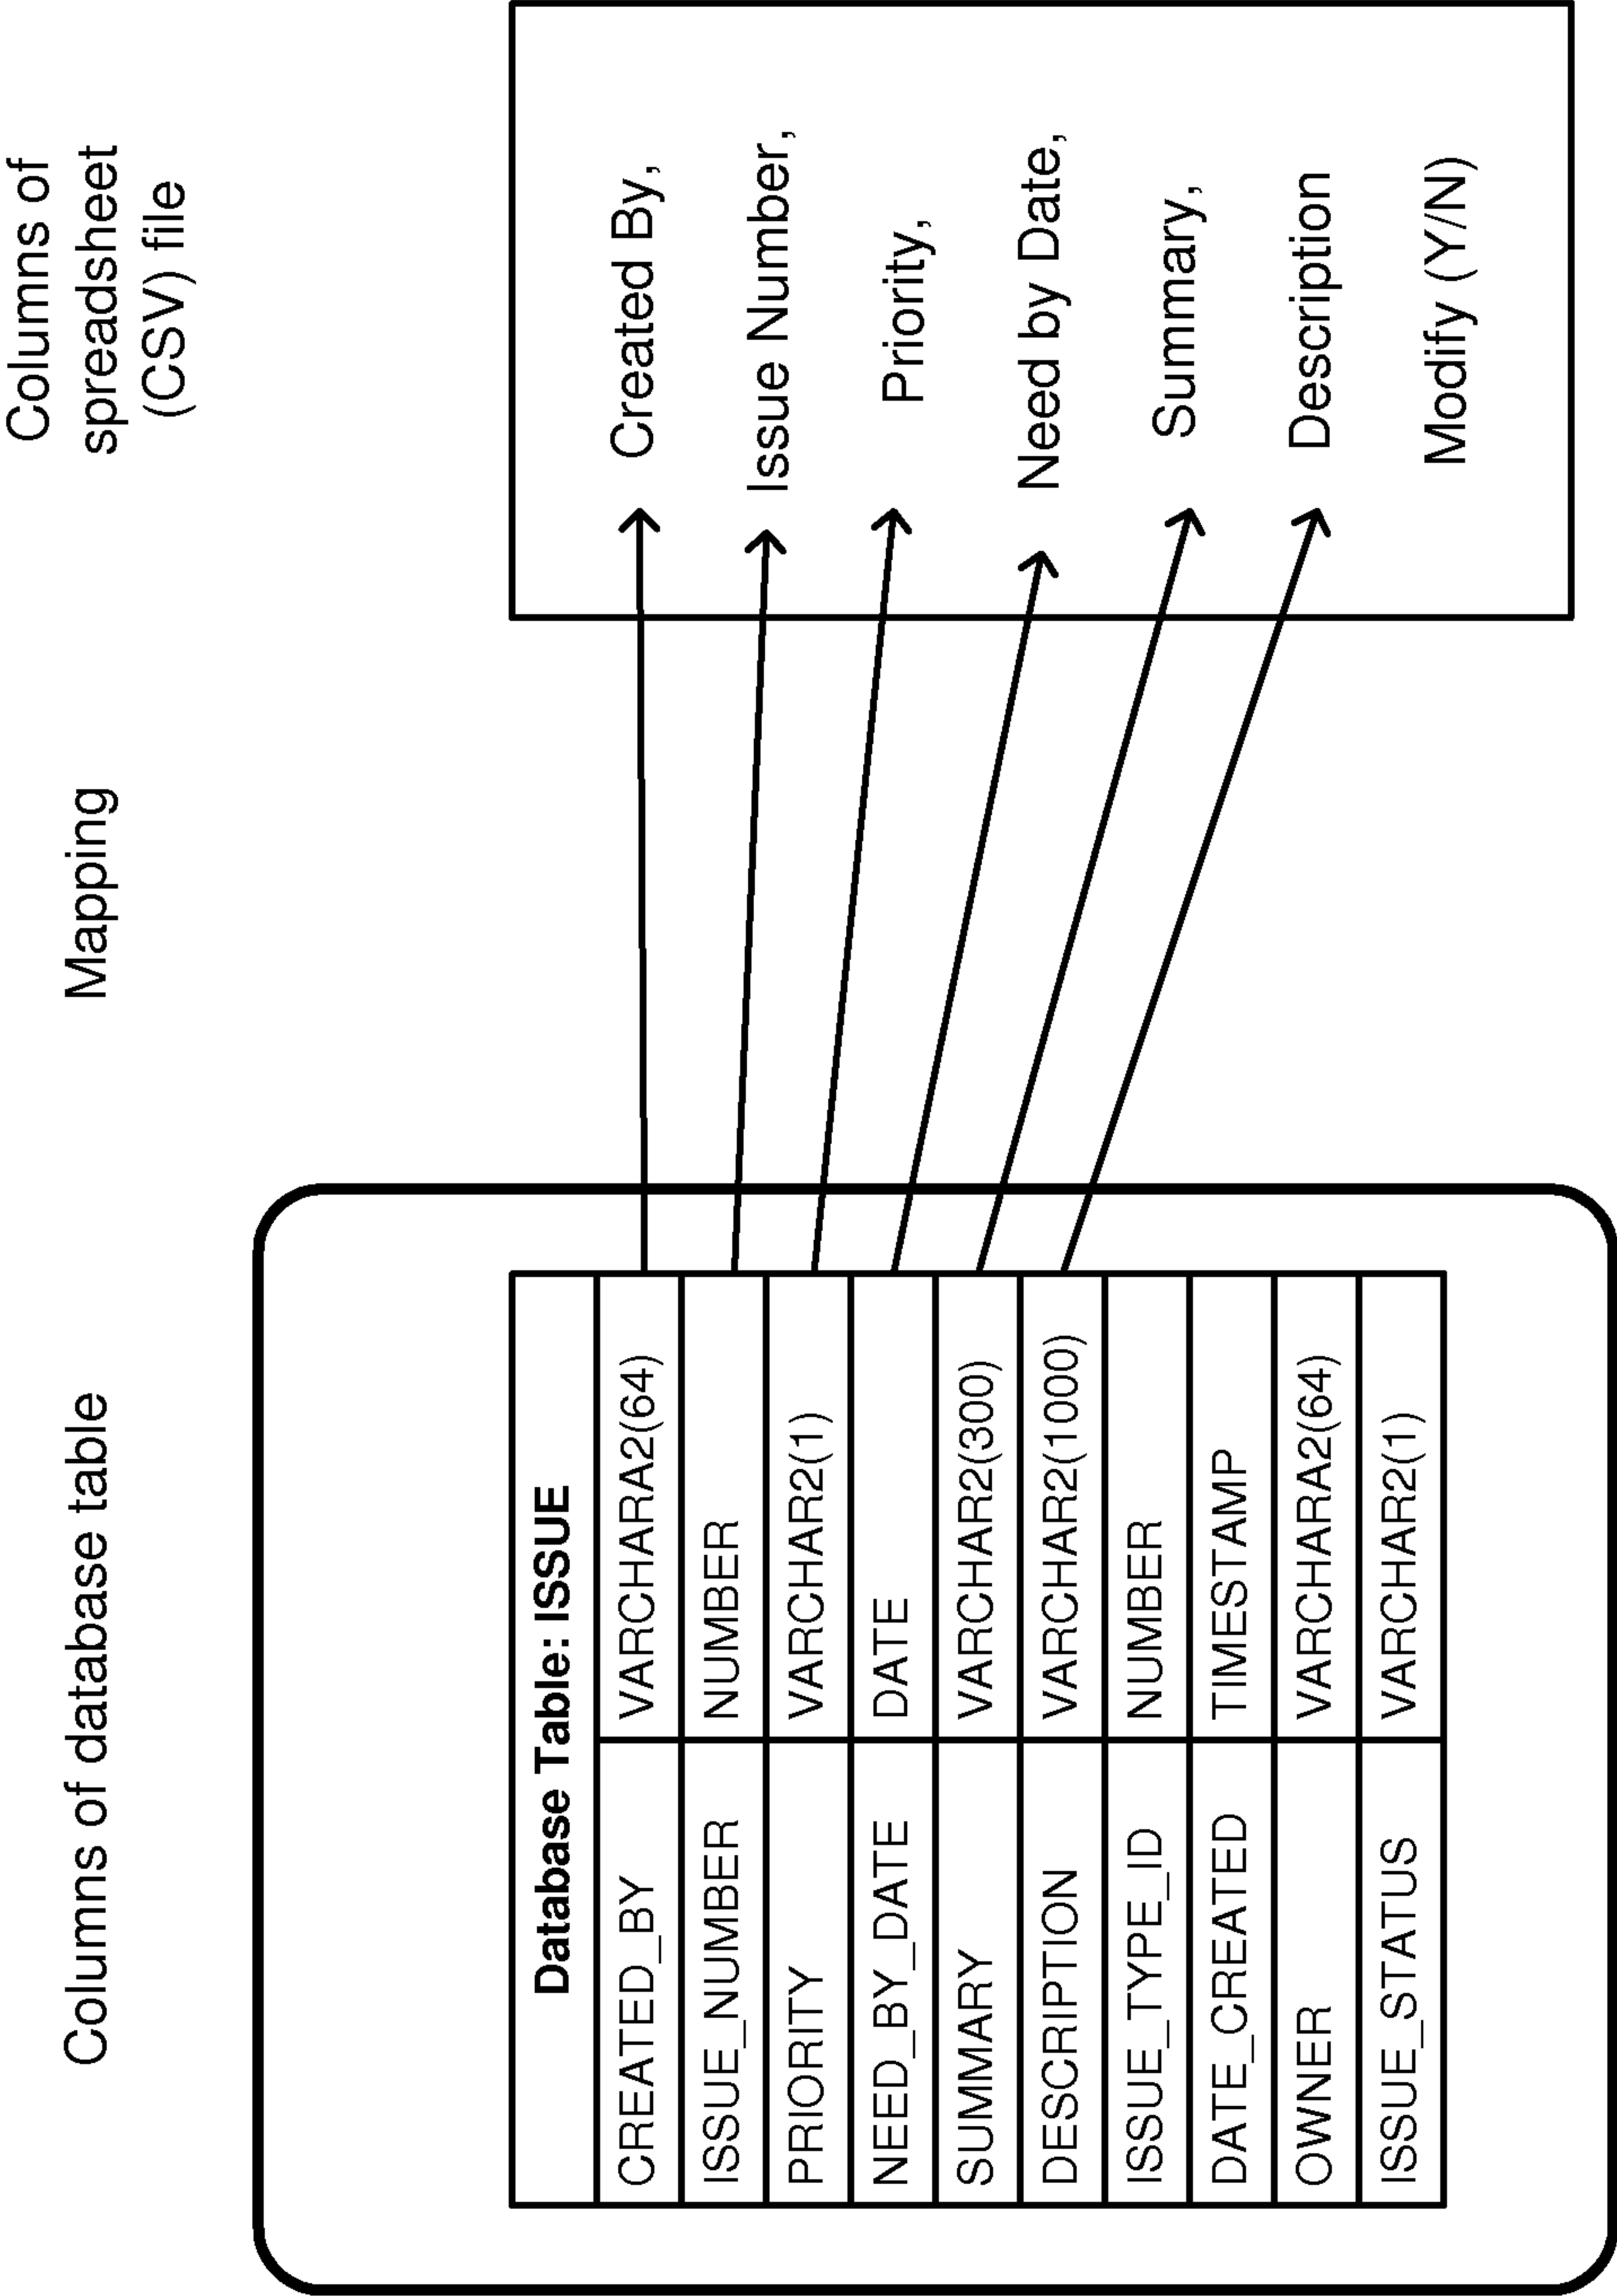 Columns of database table
Mapping
Columns of
spreadsheet
(CSV) file
Database Table: ISSUE
CREATED_BY VARCHARA2(64)
ISSUE_NUMBER NUMBER
PRIORITY VARCHAR2(1)
NEED_BY_DATE DATE
SUMMARY VARCHAR2(300)
DESCRIPTION VARCHAR2(1000)
ISSUE_TYPE_ID NUMBER
DATE_CREATED TIMESTAMP
OWNER VARCHARA2(64)
ISSUE_STATUS VARCHAR2(1)
Created By,
Issue Number,
Priority,
Need by Date,
Summary,
Description
Modify (Y/N)